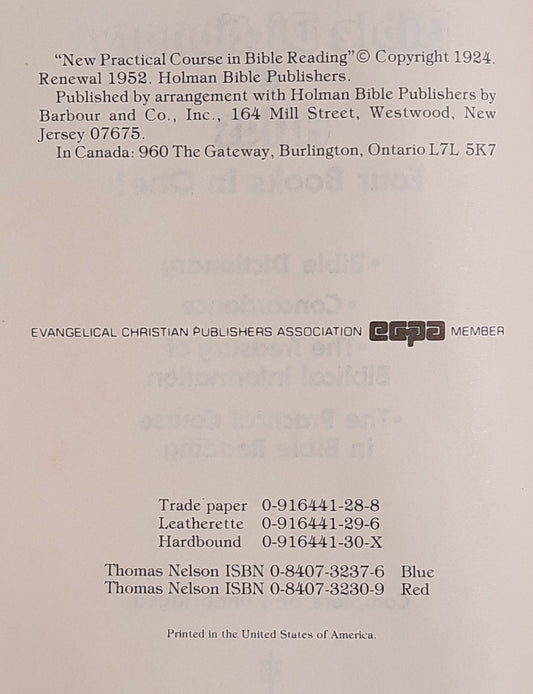 “New Practical Course in Bible Reading”© Copyright 1924.
Renewal 1952. Holman Bible Publishers.
Published by arrangement with Holman Bible Publishers by
Barbour and Co., Inc., 164 Mill Street, Westwood, New
Jersey 07675.
In Canada: 960 The Gateway, Burlington, Ontario L7L 5K7
EVANGELICAL CHRISTIAN PUBLISHERS ASSOCIATION ecpa MEMBER
Trade paper 0-916441-28-8
Leatherette 0-916441-29-6
Hardbound 0-916441-30-X
Thomas Nelson ISBN 0-8407-3237-6 Blue
Thomas Nelson ISBN 0-8407-3230-9 Red
Printed in the United States of America.